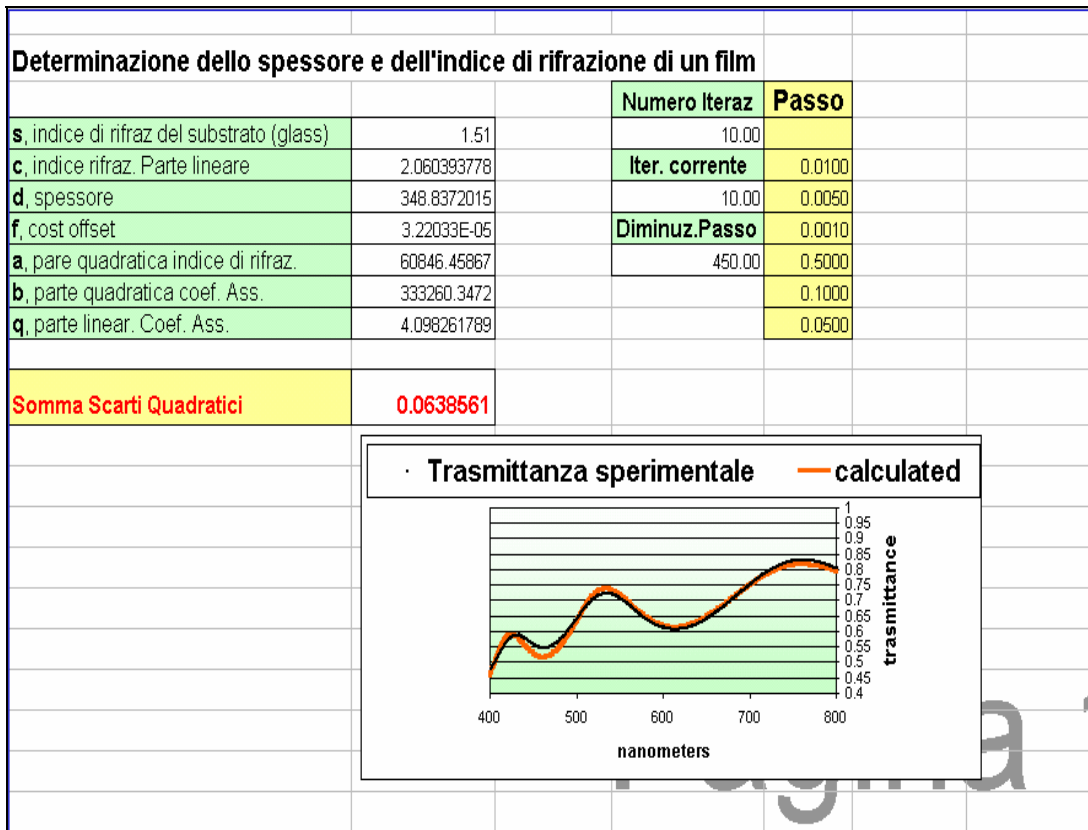 Determinazione dello spessore e dell'indice di rifrazione di un film
Numero Iteraz Passo
s, indice di rifraz del substrato (glass) 1.51 10.00
c, indice rifraz. Parte lineare 2.060393778 Iter. corrente 0.0100
d, spessore 348.8372015 10.00 0.0050
f, cost offset 3.22033E-05 Diminuz.Passo 0.0010
a, pare quadratica indice di rifraz. 60846.45867 450.00 0.5000
b, parte quadratica coef. Ass. 333260.3472 0.1000
q, parte linear. Coef. Ass. 4.098261789 0.0500
Somma Scarti Quadratici 0.0638561
Trasmittanza sperimentale calculated
1
0.95
0.9
0.85
0.8
0.75
0.7
0.65
0.6
0.55
0.5
0.45
0.4
trasmittance
400 500 600 700 800
nanometers
Pagina